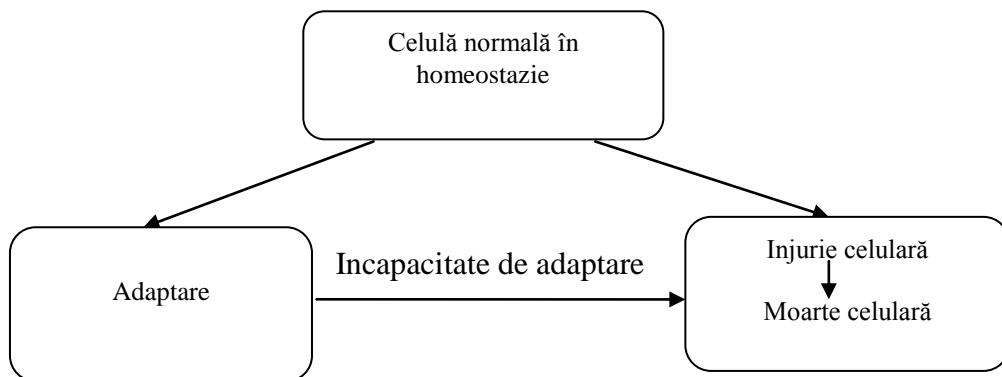 Celulă normală în
homeostazie
Incapacitate de adaptare
Adaptare
Injurie celulară
Moarte celulară